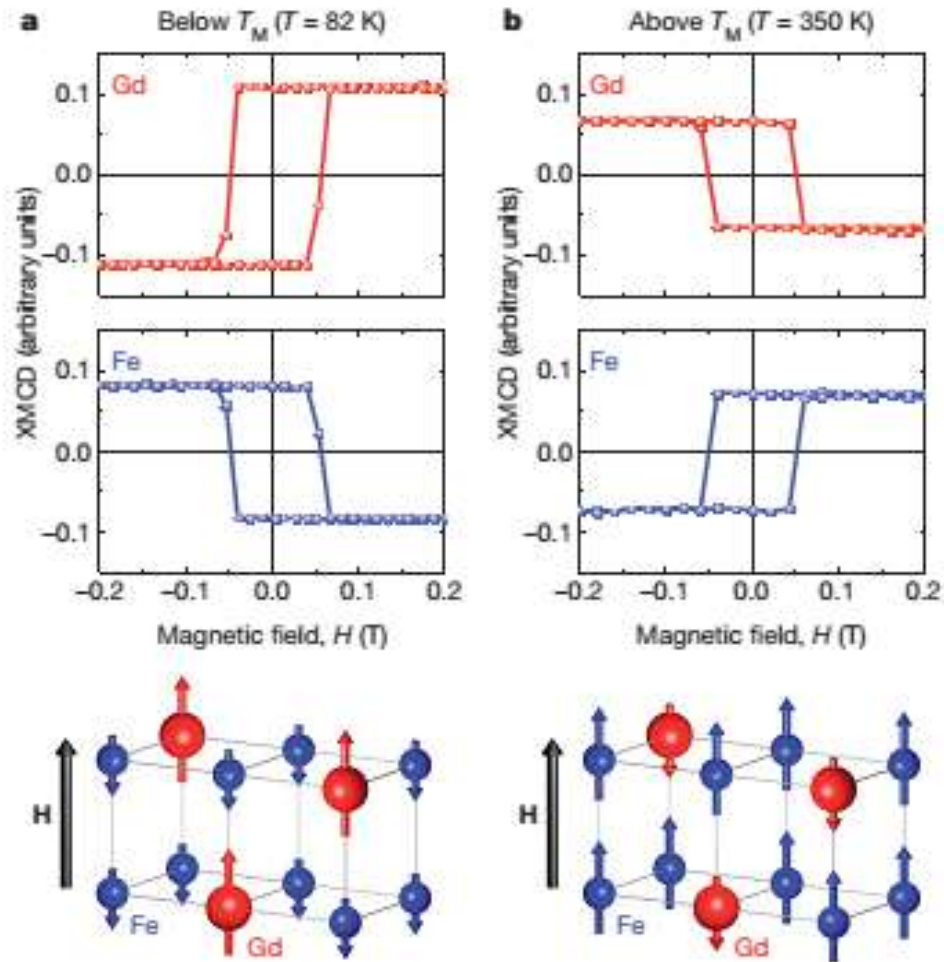 a Below T_M (T = 82 K)
b Above T_M (T = 350 K)
Gd
0.1
0.0
−0.1
XMCD (arbitrary units)
Gd
0.1
0.0
−0.1
XMCD (arbitrary units)
Fe
0.1
0.0
−0.1
Fe
0.1
0.0
−0.1
−0.2 −0.1 0.0 0.1 0.2
Magnetic field, H (T)
−0.2 −0.1 0.0 0.1 0.2
Magnetic field, H (T)
H
Fe
Gd
H
Fe
Gd